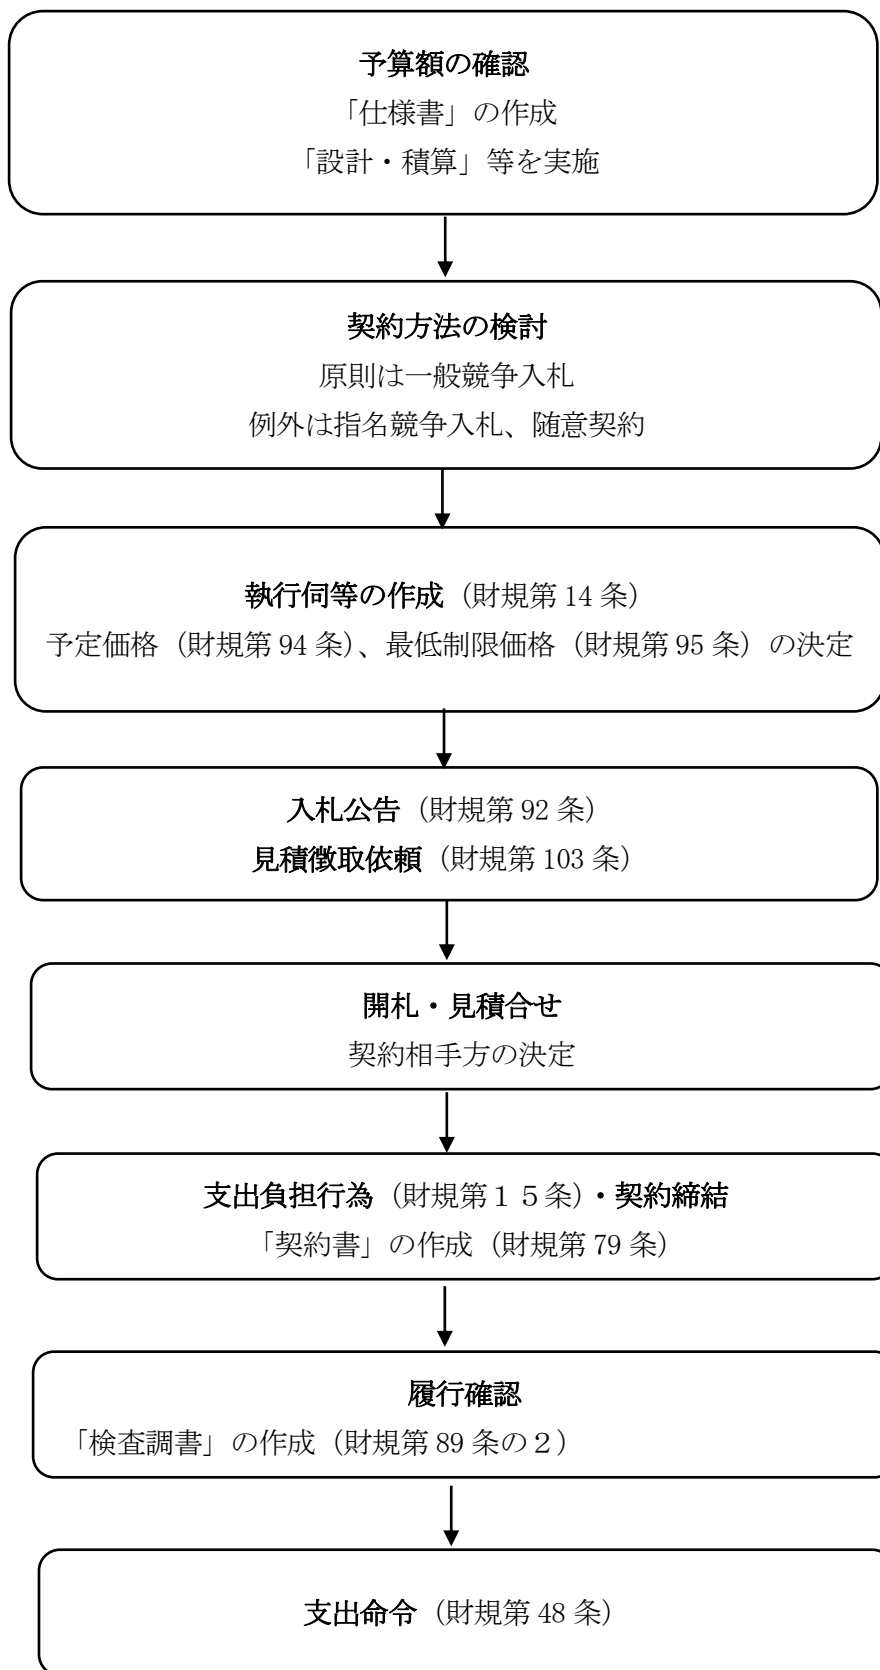 予算額の確認
「仕様書」の作成
「設計・積算」等を実施
契約方法の検討
原則は一般競争入札
例外は指名競争入札、随意契約
執行伺等の作成（財規第 14 条）
予定価格（財規第 94 条）、最低制限価格（財規第 95 条）の決定
入札公告（財規第 92 条）
見積徴取依頼（財規第 103 条）
開札・見積合せ
契約相手方の決定
支出負担行為（財規第１５条）・契約締結
「契約書」の作成（財規第 79 条）
履行確認
「検査調書」の作成（財規第 89 条の２）
支出命令（財規第 48 条）